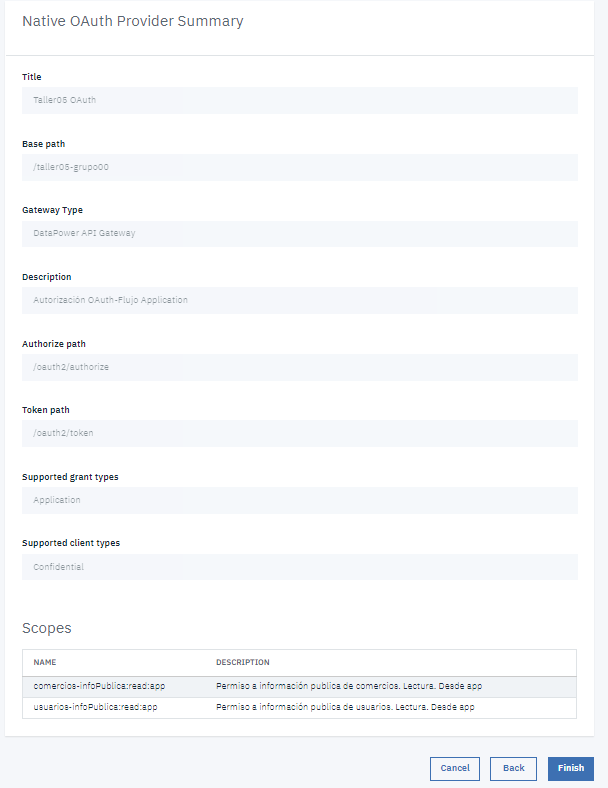 Native OAuth Provider Summary
Title
Taller05 OAuth
Base path
/taller05-grupo00
Gateway Type
DataPower API Gateway
Description
Autorización OAuth-Flujo Application
Authorize path
/oauth2/authorize
Token path
/oauth2/token
Supported grant types
Application
Supported client types
Confidential
Scopes
NAME DESCRIPTION
comercios-infoPublica:read:app Permiso a información publica de comercios. Lectura. Desde app
usuarios-infoPublica:read:app Permiso a información publica de usuarios. Lectura. Desde app
Cancel Back Finish